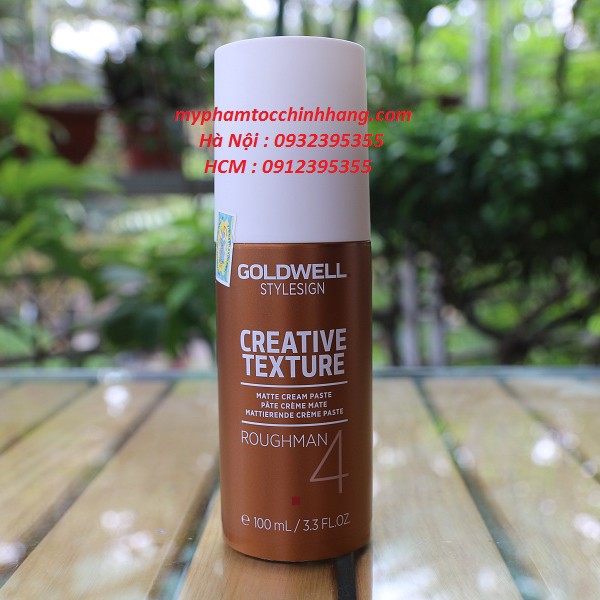 myphamtocchinhhang.com
Hà Nội : 0932395355
HCM : 0912395355
GOLDWELL
STYLESIGN
CREATIVE
TEXTURE
MATTE CREAM PASTE
PÂTE CRÈME MATE
MATTIERENDE CRÈME PASTE
ROUGHMAN 4
e 100 mL / 3.3 FL.OZ